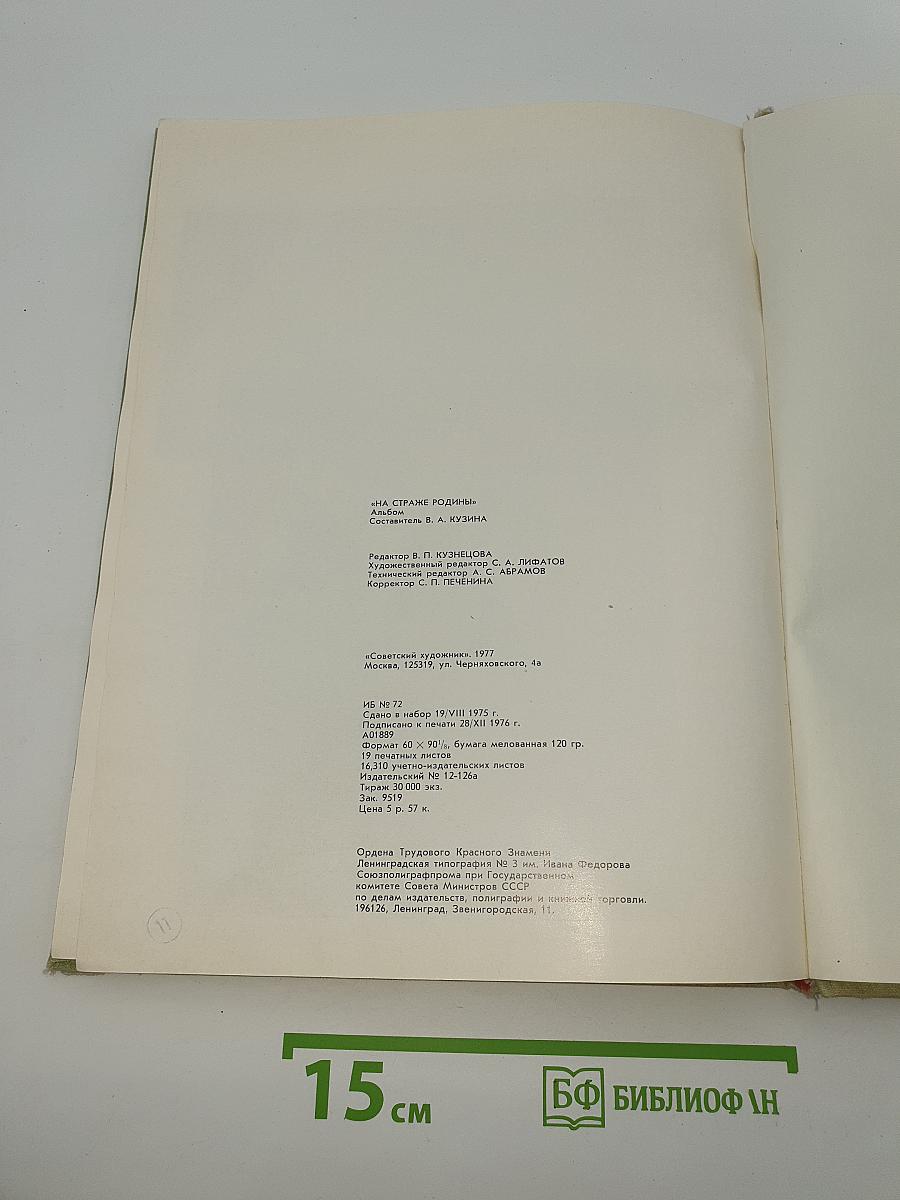 «НА СТРАЖЕ РОДИНЫ»
Альбом
Составитель В. А. КУЗИНА
Редактор В. П. КУЗНЕЦОВА
Художественный редактор С. А. ЛИФАТОВ
Технический редактор А. С. АБРАМОВ
Корректор С. П. ПЕЧЕНИНА
«Советский художник». 1977
Москва, 125319, ул. Черняховского, 4а
ИБ № 72
Сдано в набор 19/VIII 1975 г.
Подписано к печати 28/XII 1976 г.
А01889
Формат 60 × 90¹/₈, бумага мелованная 120 гр.
19 печатных листов
16,310 учетно-издательских листов
Издательский № 12-126а
Тираж 30 000 экз.
Зак. 9519
Цена 5 р. 57 к.
Ордена Трудового Красного Знамени
Ленинградская типография № 3 им. Ивана Федорова
Союзполиграфпрома при Государственном
комитете Совета Министров СССР
по делам издательств, полиграфии и книжной торговли.
196126, Ленинград, Звенигородская, 11.
11
15 см
БФ БИБЛИОФАН